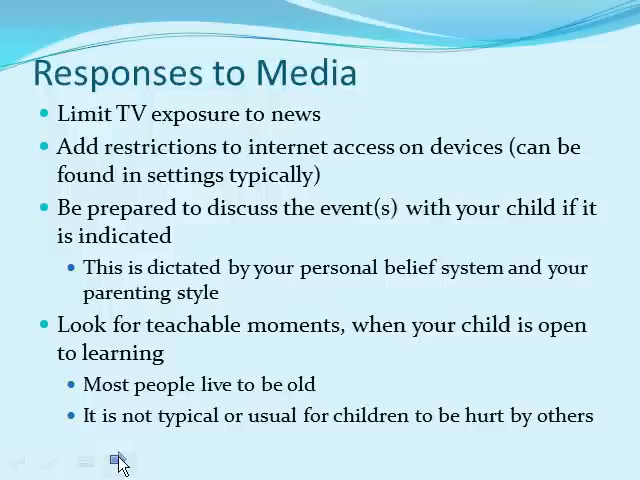 Responses to Media
Limit TV exposure to news
Add restrictions to internet access on devices (can be
found in settings typically)
Be prepared to discuss the event(s) with your child if it
is indicated
This is dictated by your personal belief system and your
parenting style
Look for teachable moments, when your child is open
to learning
Most people live to be old
It is not typical or usual for children to be hurt by others